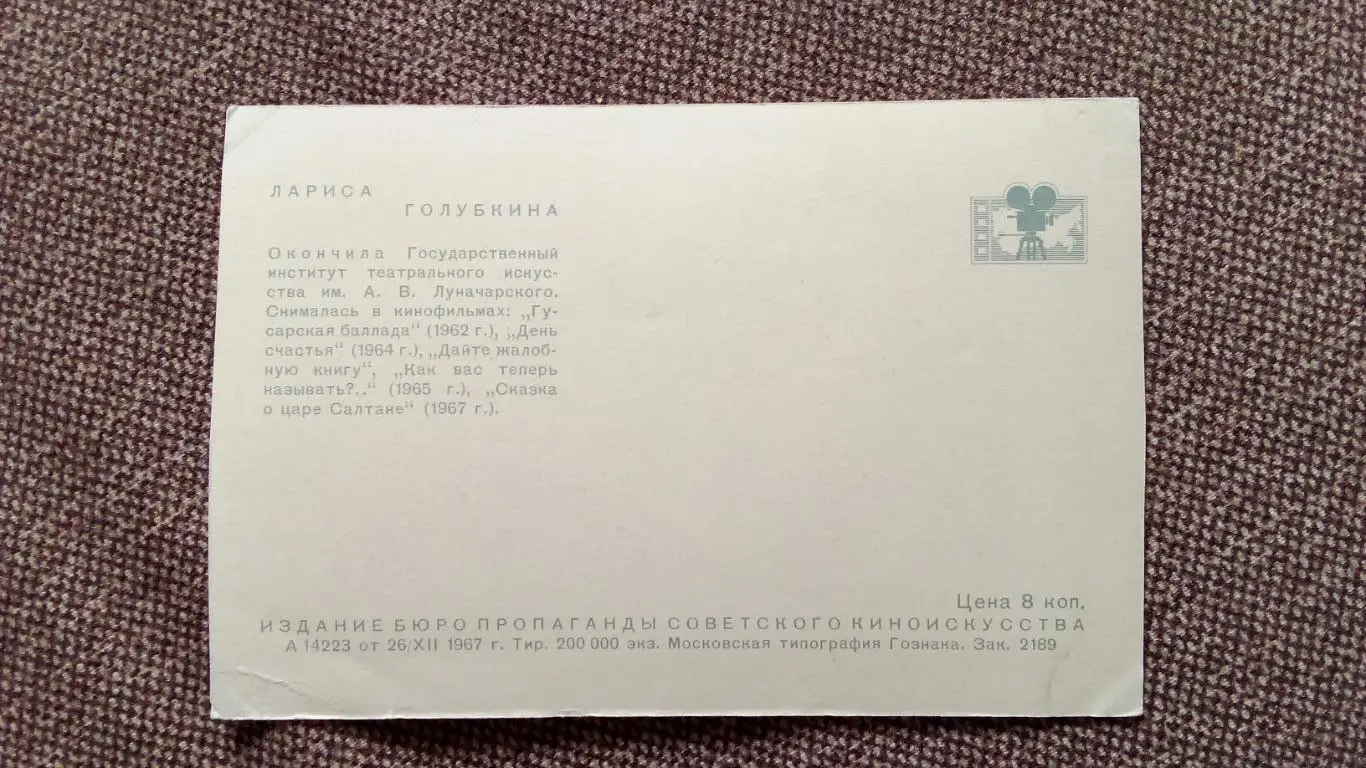 ЛАРИСА
ГОЛУБКИНА
Окончила Государственный
институт театрального искус-
ства им. А. В. Луначарского.
Снималась в кинофильмах: „Гу-
сарская баллада“ (1962 г.), „День
счастья“ (1964 г.), „Дайте жалоб-
ную книгу“, „Как вас теперь
называть?..“ (1965 г.), „Сказка
о царе Салтане“ (1967 г.).
Цена 8 коп.
ИЗДАНИЕ БЮРО ПРОПАГАНДЫ СОВЕТСКОГО КИНОИСКУССТВА
А 14223 от 26/XII 1967 г. Тир. 200 000 экз. Московская типография Гознака. Зак. 2189